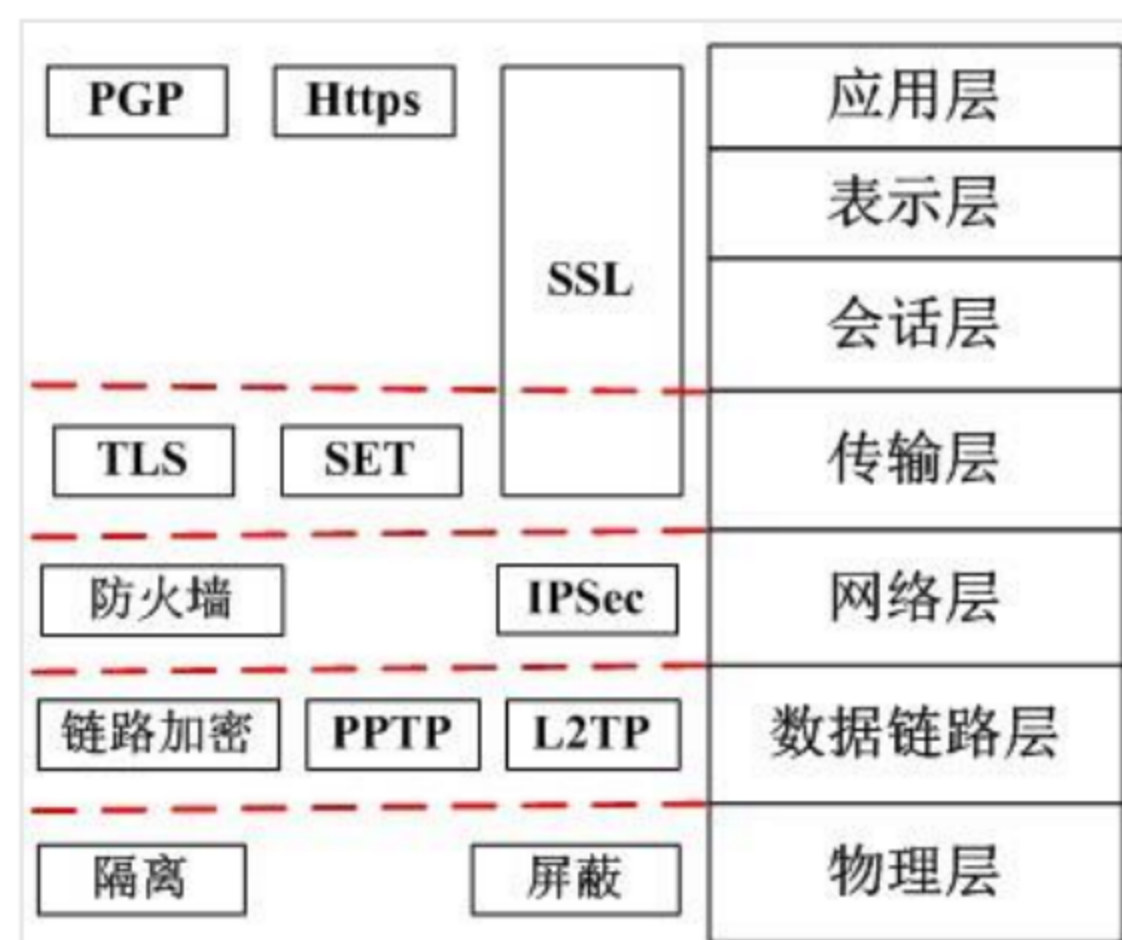 PGP Https 应用层
表示层
SSL
会话层
TLS SET 传输层
防火墙 IPSec 网络层
链路加密 PPTP L2TP 数据链路层
隔离 屏蔽 物理层